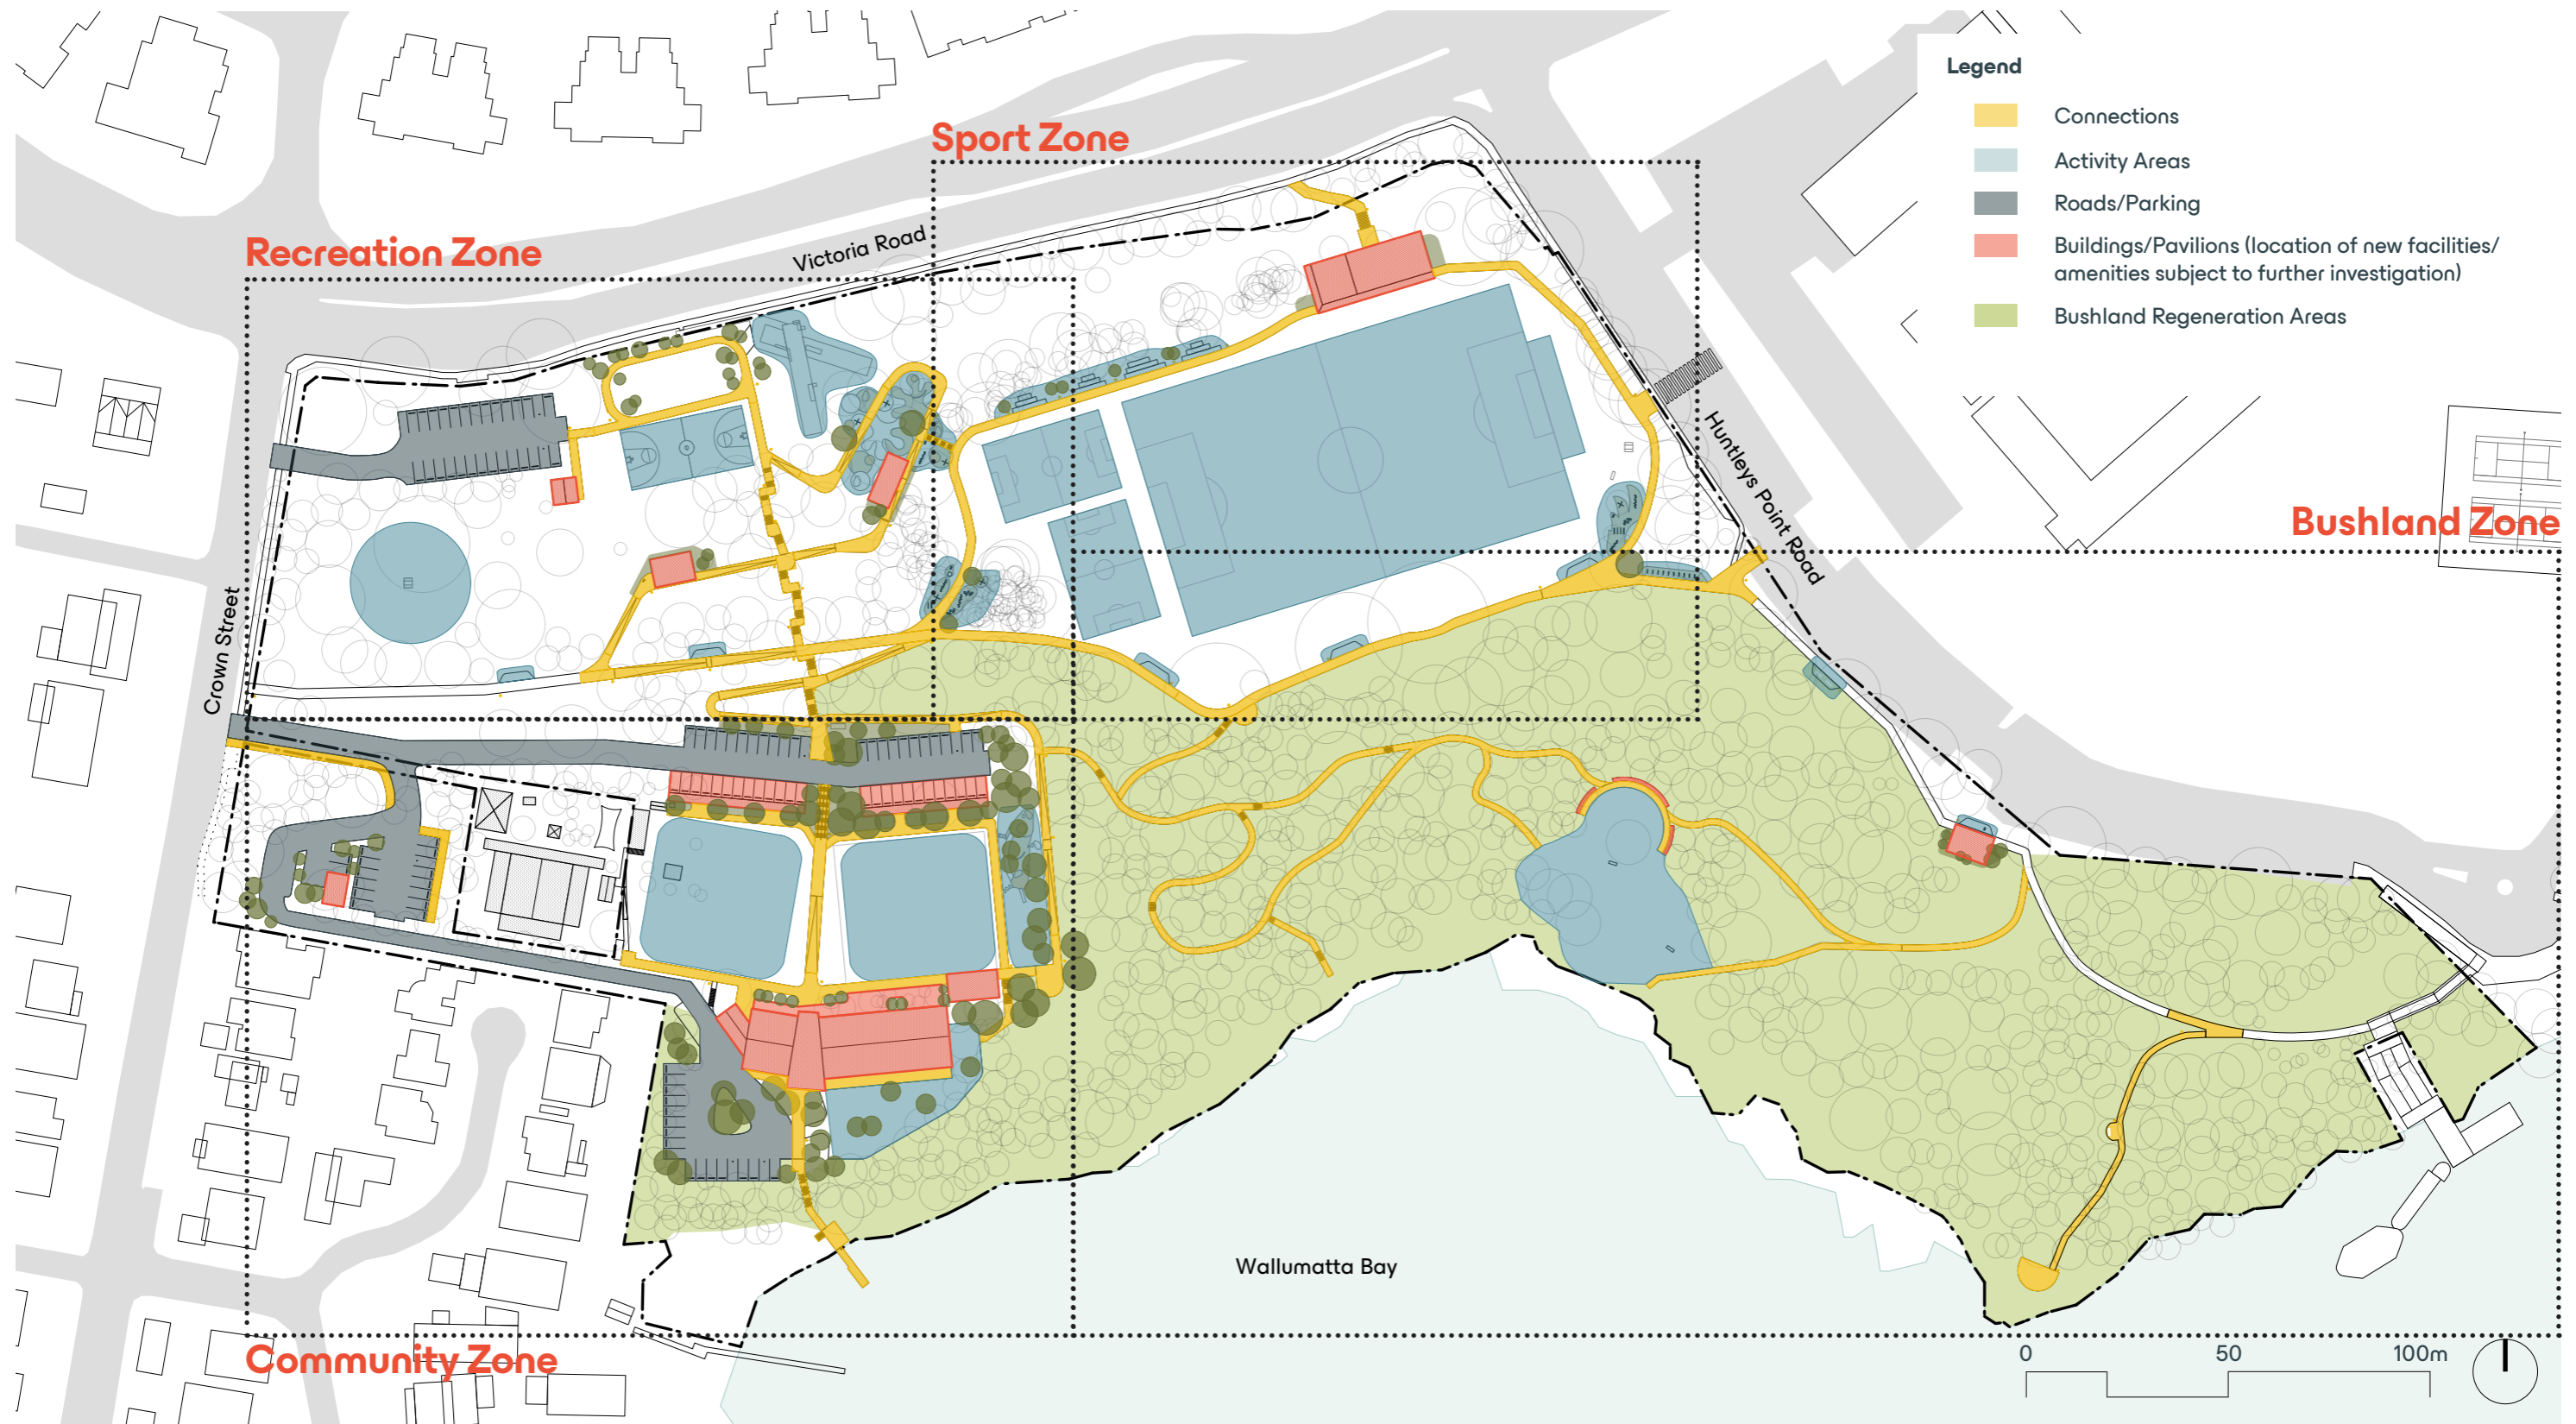 Legend
Connections
Activity Areas
Roads/Parking
Buildings/Pavilions (location of new facilities/
amenities subject to further investigation)
Bushland Regeneration Areas
Sport Zone
Recreation Zone
Victoria Road
Huntleys Point Road
Bushland Zone
Crown Street
Wallumatta Bay
Community Zone
0 50 100m